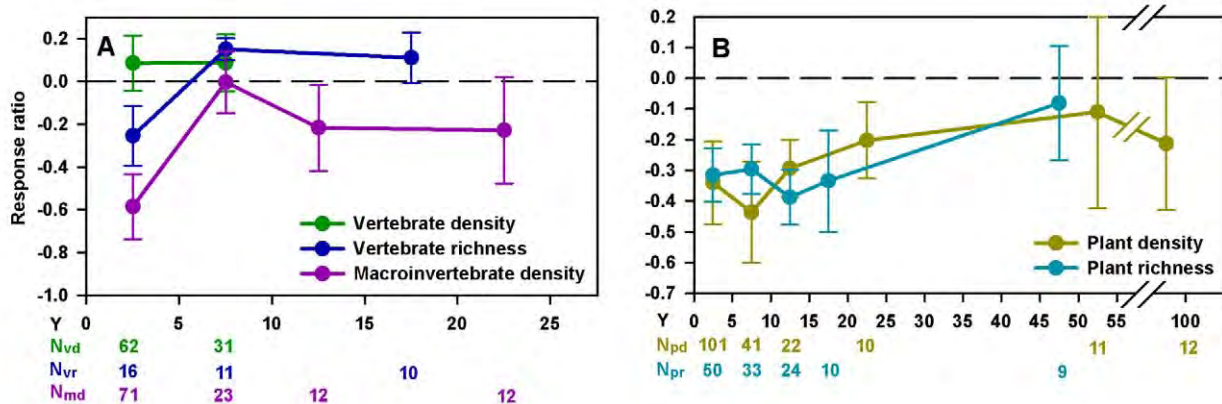 A
Response ratio
0.2
0.0
-0.2
-0.4
-0.6
-0.8
-1.0
Vertebrate density
Vertebrate richness
Macroinvertebrate density
Y 0 5 10 15 20 25
Nvd 62 31
Nvr 16 11 10
Nmd 71 23 12 12
B
0.2
0.1
0.0
-0.1
-0.2
-0.3
-0.4
-0.5
-0.6
-0.7
Plant density
Plant richness
Y 0 5 10 15 20 25 30 35 40 45 50 55 100
Npd 101 41 22 10 11 12
Npr 50 33 24 10 9